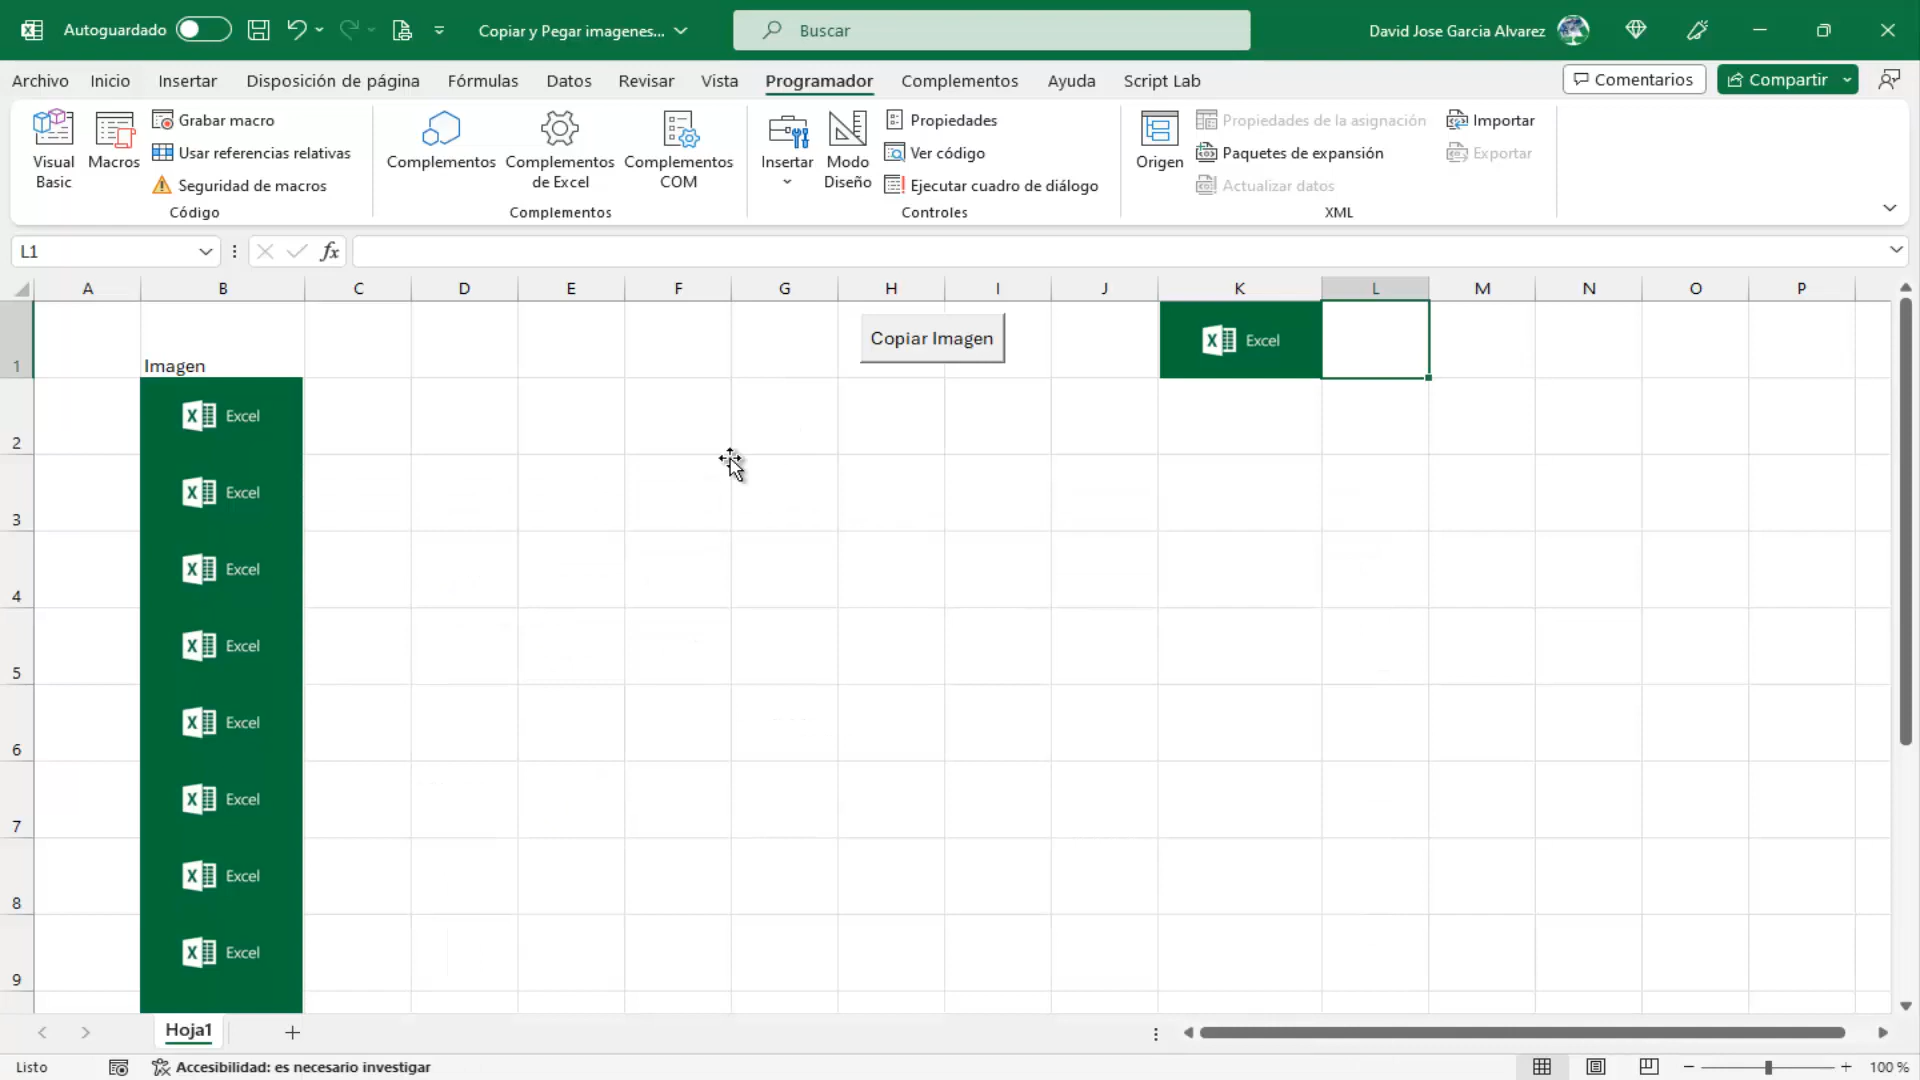 Autoguardado
Copiar y Pegar imagenes...
Buscar
David Jose Garcia Alvarez
Archivo
Inicio
Insertar
Disposición de página
Fórmulas
Datos
Revisar
Vista
Programador
Complementos
Ayuda
Script Lab
Comentarios
Compartir
Visual
Basic
Macros
Grabar macro
Usar referencias relativas
Seguridad de macros
Código
Complementos
Complementos
de Excel
Complementos
COM
Complementos
Insertar
Modo
Diseño
Propiedades
Ver código
Ejecutar cuadro de diálogo
Controles
Origen
Propiedades de la asignación
Paquetes de expansión
Actualizar datos
Importar
Exportar
XML
L1
fx
A B C D E F G H I J K L M N O P
Copiar Imagen
X Excel
1
Imagen
X Excel
2
X Excel
3
X Excel
4
X Excel
5
X Excel
6
X Excel
7
X Excel
8
X Excel
9
Hoja1
Listo
Accesibilidad: es necesario investigar
100 %